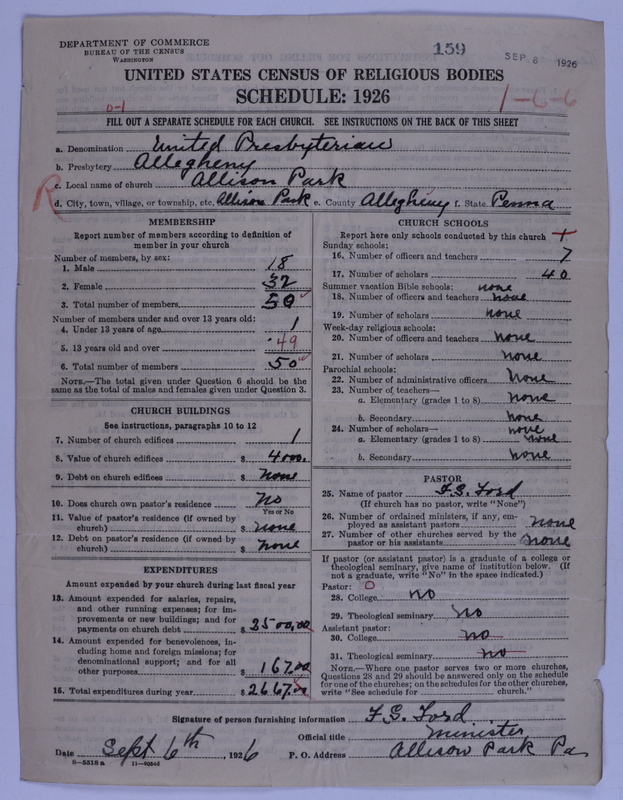 DEPARTMENT OF COMMERCE
BUREAU OF THE CENSUS
WASHINGTON
159
SEP 8 1926
UNITED STATES CENSUS OF RELIGIOUS BODIES
SCHEDULE: 1926
0-1
1-6-6
FILL OUT A SEPARATE SCHEDULE FOR EACH CHURCH. SEE INSTRUCTIONS ON THE BACK OF THIS SHEET
a. Denomination United Presbyterian
b. Presbytery Allegheny
c. Local name of church Allison Park
R
d. City, town, village, or township, etc. Allison Park e. County Allegheny f. State Penna
MEMBERSHIP
Report number of members according to definition of
member in your church
Number of members, by sex:
1. Male 18
2. Female 32
3. Total number of members 50
Number of members under and over 13 years old:
4. Under 13 years of age 1
5. 13 years old and over 49
6. Total number of members 50
NOTE.—The total given under Question 6 should be
the same as the total of males and females given under Question 3.
CHURCH BUILDINGS
See instructions, paragraphs 10 to 12
7. Number of church edifices 1
8. Value of church edifices $ 4000.
9. Debt on church edifices $ None
10. Does church own pastor's residence No
Yes or No
11. Value of pastor's residence (if owned by
church) $ None
12. Debt on pastor's residence (if owned by
church) $ None
EXPENDITURES
Amount expended by your church during last fiscal year
13. Amount expended for salaries, repairs,
and other running expenses; for im-
provements or new buildings; and for
payments on church debt $ 2500.00
14. Amount expended for benevolences, in-
cluding home and foreign missions; for
denominational support; and for all
other purposes $ 167.00
15. Total expenditures during year $ 2667.00
CHURCH SCHOOLS
Report here only schools conducted by this church +
Sunday schools:
16. Number of officers and teachers 7
17. Number of scholars 40
Summer vacation Bible schools: none
18. Number of officers and teachers none
19. Number of scholars none
Week-day religious schools:
20. Number of officers and teachers none
21. Number of scholars none
Parochial schools:
22. Number of administrative officers None
23. Number of teachers—
a. Elementary (grades 1 to 8) none
b. Secondary none
24. Number of scholars— none
a. Elementary (grades 1 to 8) none
b. Secondary none
PASTOR
25. Name of pastor F. S. Ford
(If church has no pastor, write "None")
26. Number of ordained ministers, if any, em-
ployed as assistant pastors none
27. Number of other churches served by the
pastor or his assistants none
If pastor (or assistant pastor) is a graduate of a college or
theological seminary, give name of institution below. (If
not a graduate, write "No" in the space indicated.)
Pastor: O
28. College no
29. Theological seminary No
Assistant pastor:
30. College no
31. Theological seminary no
NOTE.—Where one pastor serves two or more churches,
Questions 28 and 29 should be answered only on the schedule
for one of the churches; on the schedules for the other churches,
write "See schedule for church."
Signature of person furnishing information F. S. Ford
Official title Minister
Date Sept 6th, 1926 P. O. Address Allison Park Pa
8-5518 a